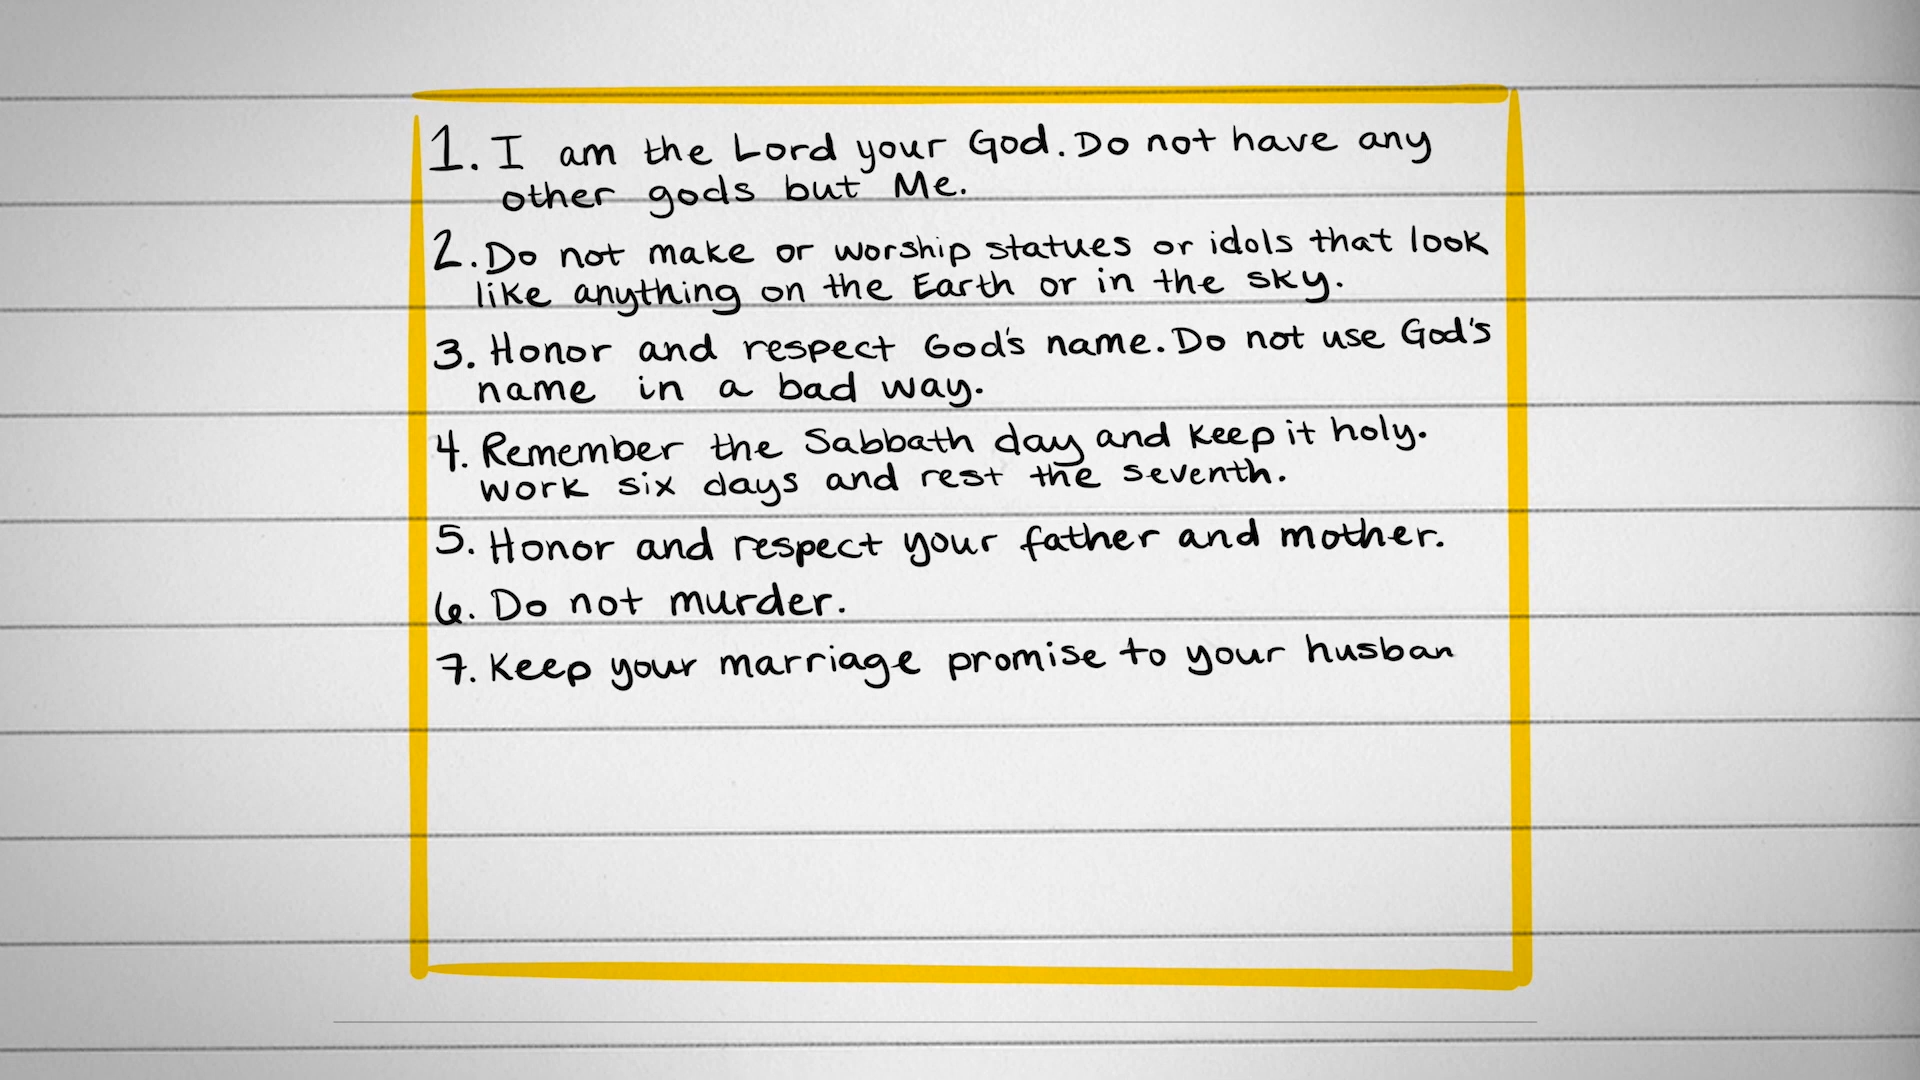 1. I am the Lord your God. Do not have any
other gods but Me.
2. Do not make or worship statues or idols that look
like anything on the Earth or in the sky.
3. Honor and respect God's name. Do not use God's
name in a bad way.
4. Remember the Sabbath day and keep it holy.
Work six days and rest the seventh.
5. Honor and respect your father and mother.
6. Do not murder.
7. Keep your marriage promise to your husban